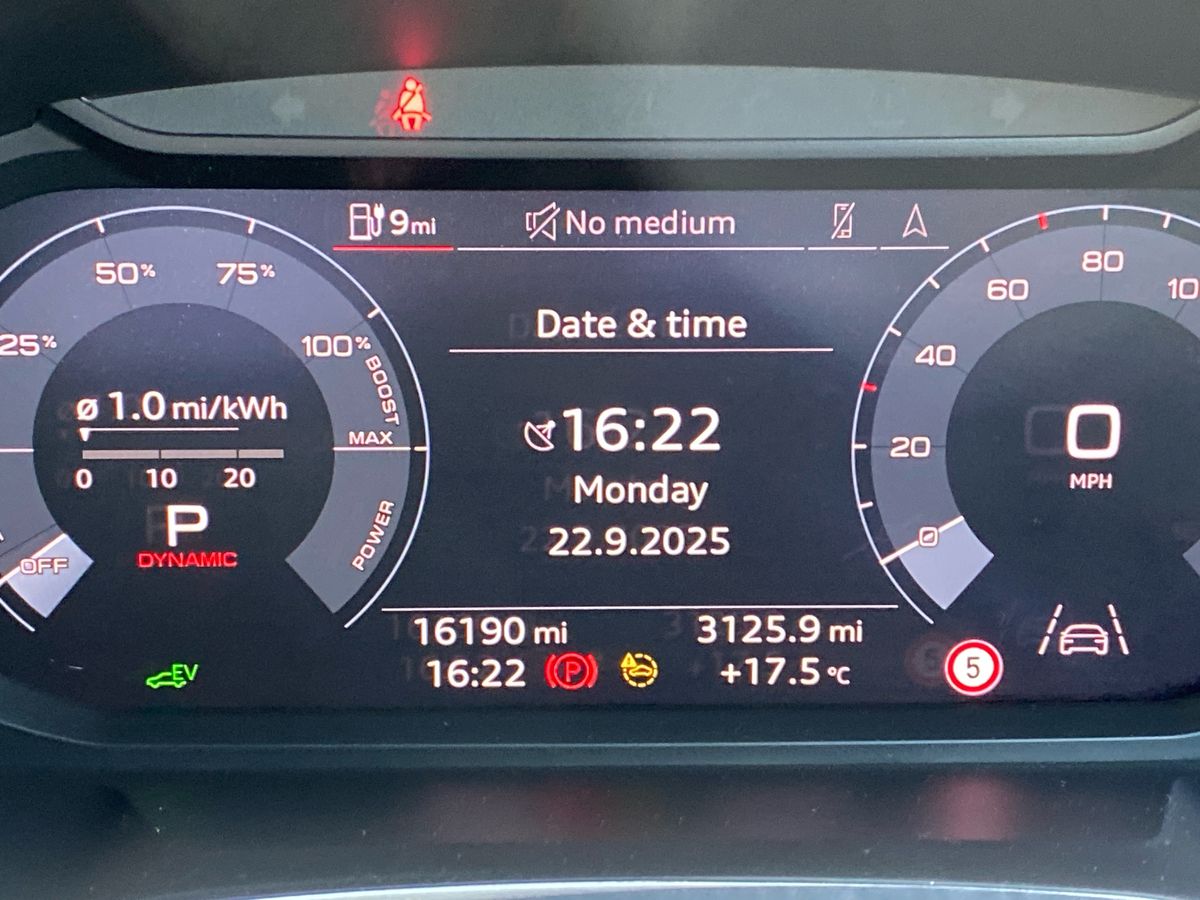 9 mi
No medium
50%
75%
25%
100%
BOOST
MAX
POWER
OFF
ø 1.0 mi/kWh
0 10 20
P
DYNAMIC
EV
Date & time
16:22
Monday
22.9.2025
16190 mi
3125.9 mi
16:22
P
+17.5 °C
0
20
40
60
80
0
MPH
5